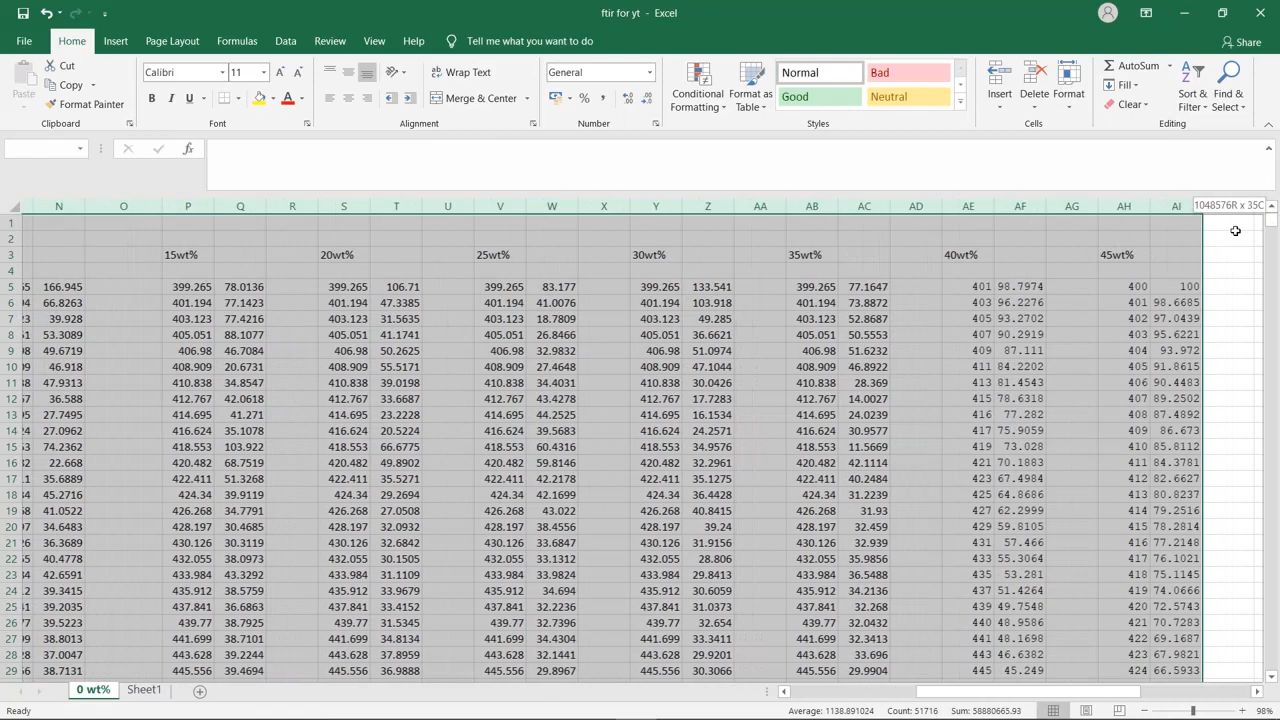 ftir for yt - Excel
File Home Insert Page Layout Formulas Data Review View Help Tell me what you want to do Share
Cut
Copy
Format Painter
Paste
Clipboard
Calibri 11
B I U
Font
Wrap Text
Merge & Center
Alignment
General
Number
Conditional Formatting
Format as Table
Normal Bad
Good Neutral
Styles
Insert Delete Format
Cells
AutoSum
Fill
Clear
Sort & Filter
Find & Select
Editing
N O P Q R S T U V W X Y Z AA AB AC AD AE AF AG AH AI 1048576R x 35C
1
2
3 15wt% 20wt% 25wt% 30wt% 35wt% 40wt% 45wt%
4
5 166.945 399.265 78.0136 399.265 106.71 399.265 83.177 399.265 133.541 399.265 77.1647 401 98.7974 400 100
6 66.8263 401.194 77.1423 401.194 47.3385 401.194 41.0076 401.194 103.918 401.194 73.8872 403 96.2276 401 98.6685
7 39.928 403.123 77.4216 403.123 31.5635 403.123 18.7809 403.123 49.285 403.123 52.8687 405 93.2702 402 97.0439
8 53.3089 405.051 88.1077 405.051 41.1741 405.051 26.8466 405.051 36.6621 405.051 50.5553 407 90.2919 403 95.6221
9 49.6719 406.98 46.7084 406.98 50.2625 406.98 32.9832 406.98 51.0974 406.98 51.6232 409 87.111 404 93.972
10 46.918 408.909 20.6731 408.909 55.5171 408.909 27.4648 408.909 47.1044 408.909 46.8922 411 84.2202 405 91.8615
11 47.9313 410.838 34.8547 410.838 39.0198 410.838 34.4031 410.838 30.0426 410.838 28.369 413 81.4543 406 90.4483
12 36.588 412.767 42.0618 412.767 33.6687 412.767 43.4278 412.767 17.7283 412.767 14.0027 415 78.6318 407 89.2502
13 27.7495 414.695 41.271 414.695 23.2228 414.695 44.2525 414.695 16.1534 414.695 24.0239 416 77.282 408 87.4892
14 27.0962 416.624 35.1078 416.624 20.5224 416.624 39.5683 416.624 24.2571 416.624 30.9577 417 75.9059 409 86.673
15 74.2362 418.553 103.922 418.553 66.6775 418.553 60.4316 418.553 34.9576 418.553 11.5669 419 73.028 410 85.8112
16 22.668 420.482 68.7519 420.482 49.8902 420.482 59.8146 420.482 32.2961 420.482 42.1114 421 70.1883 411 84.3781
17 35.6889 422.411 51.3268 422.411 35.5271 422.411 42.2178 422.411 35.1275 422.411 40.2484 423 67.4984 412 82.6627
18 45.2716 424.34 39.9119 424.34 29.2694 424.34 42.1699 424.34 36.4428 424.34 31.2239 425 64.8686 413 80.8237
19 41.0522 426.268 34.7791 426.268 27.0508 426.268 43.022 426.268 40.8415 426.268 31.93 427 62.2999 414 79.2516
20 34.6483 428.197 30.4685 428.197 32.0932 428.197 38.4556 428.197 39.24 428.197 32.459 429 59.8105 415 78.2814
21 36.3689 430.126 30.3119 430.126 32.6842 430.126 33.6847 430.126 31.9156 430.126 32.939 431 57.466 416 77.2148
22 40.4778 432.055 38.0973 432.055 30.1505 432.055 33.1312 432.055 28.806 432.055 35.9856 433 55.3064 417 76.1021
23 42.6591 433.984 43.3292 433.984 31.1109 433.984 32.2613 433.984 29.8413 433.984 36.5488 435 53.281 418 75.1145
24 39.3415 435.912 38.5759 435.912 33.9679 435.912 34.694 435.912 30.6059 435.912 36.2136 437 51.4264 419 74.0666
25 39.2035 437.841 36.6863 437.841 33.4152 437.841 32.2236 437.841 31.0373 437.841 32.268 439 49.7548 420 72.5743
26 39.5223 439.77 38.7925 439.77 31.5345 439.77 32.7396 439.77 32.654 439.77 32.0432 440 48.9586 421 70.7283
27 38.8013 441.699 38.7101 441.699 34.8134 441.699 34.4304 441.699 33.3411 441.699 32.3413 441 48.1698 422 69.1687
28 37.0047 443.628 39.2244 443.628 37.8959 443.628 32.1441 443.628 29.9201 443.628 33.696 443 46.6382 423 67.9147
29 38.7131 445.556 39.4694 445.556 36.9888 445.556 29.8967 445.556 30.3066 445.556 29.9904 445 45.249 424 66.5933
0 wt% Sheet1
Ready Average: 1138.891024 Count: 51716 Sum: 58880665.93 98%